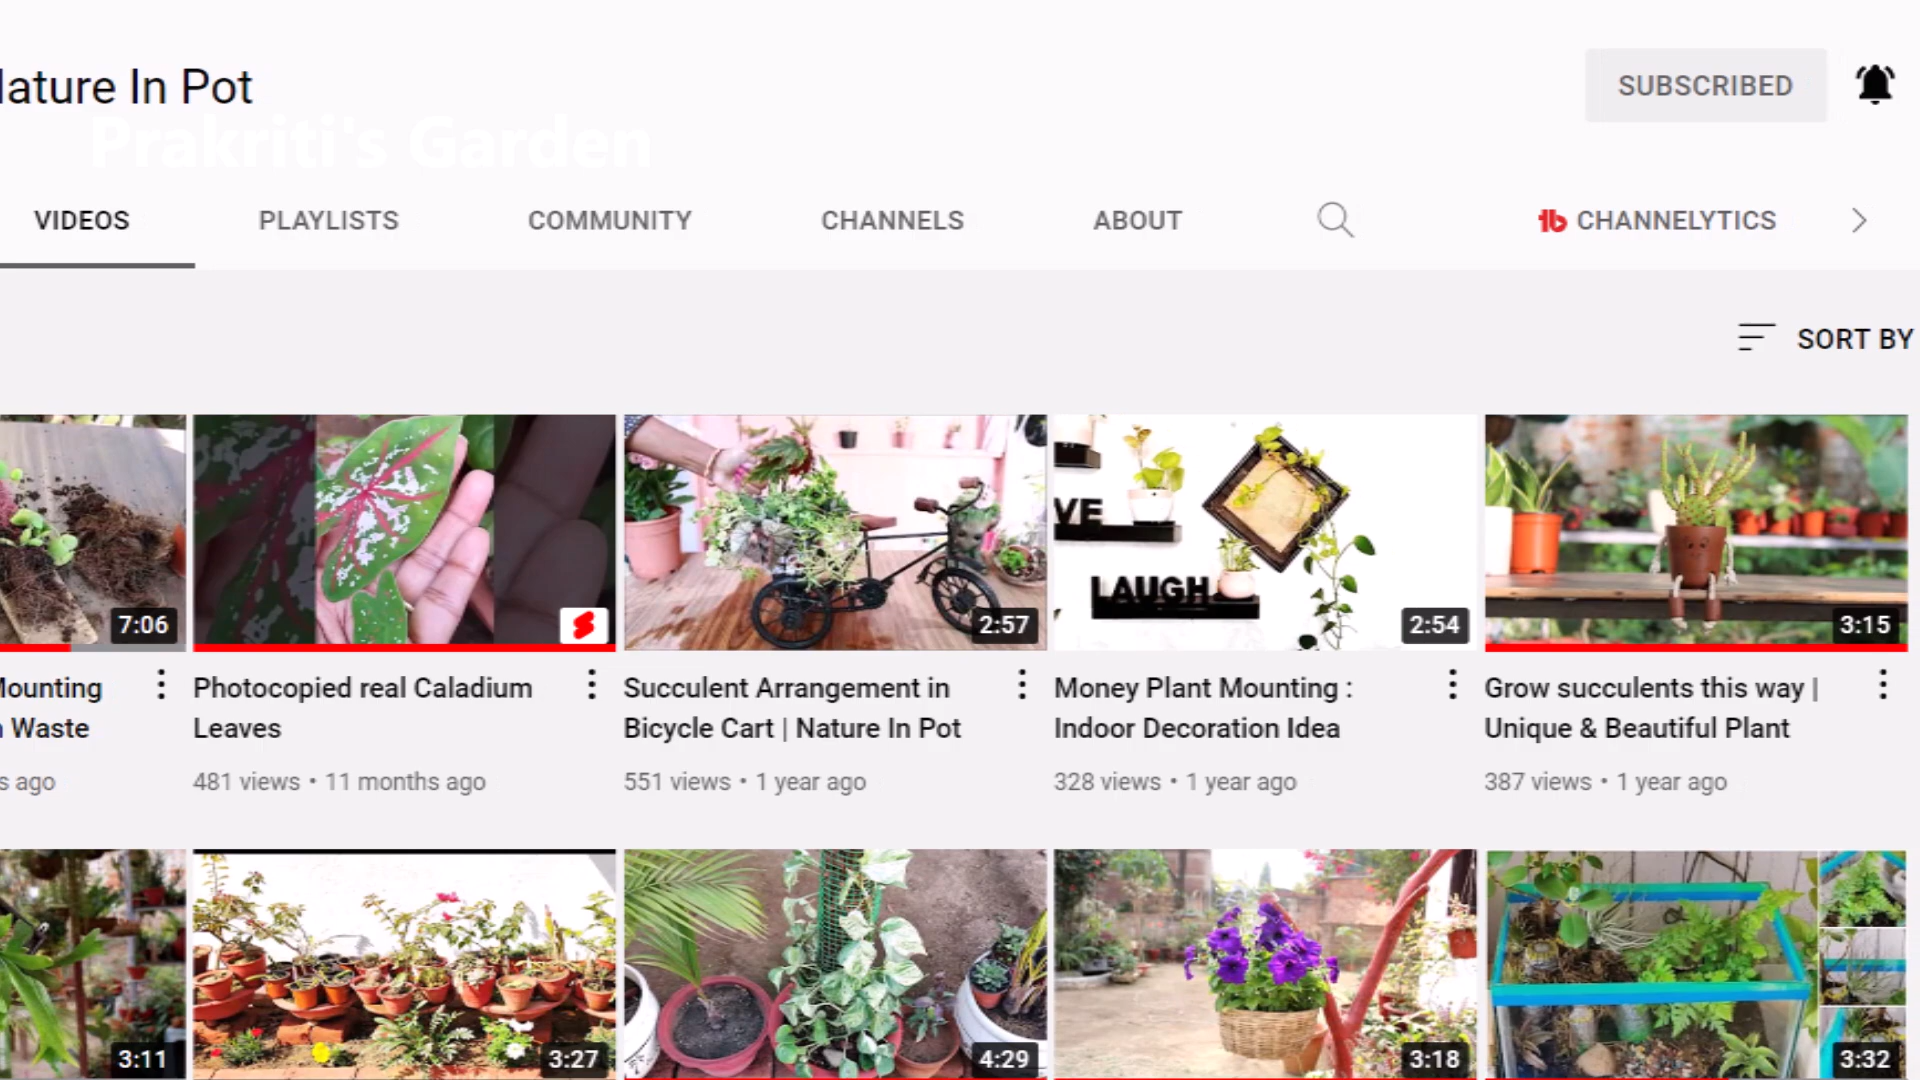 ature In Pot
SUBSCRIBED
Prakriti's Garden
VIDEOS PLAYLISTS COMMUNITY CHANNELS ABOUT CHANNELYTICS
SORT BY
VE
LAUGH
7:06 2:57 2:54 3:15
ounting
Waste
s ago
Photocopied real Caladium
Leaves
481 views • 11 months ago
Succulent Arrangement in
Bicycle Cart | Nature In Pot
551 views • 1 year ago
Money Plant Mounting :
Indoor Decoration Idea
328 views • 1 year ago
Grow succulents this way |
Unique & Beautiful Plant
387 views • 1 year ago
3:11 3:27 4:29 3:18 3:32